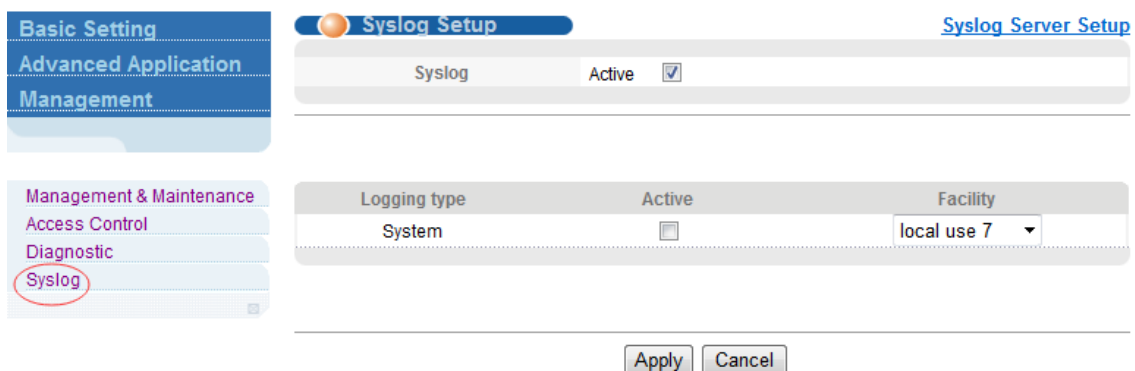 Basic Setting
Advanced Application
Management
Management & Maintenance
Access Control
Diagnostic
Syslog
Syslog Setup
Syslog Server Setup
Syslog Active
Logging type Active Facility
System local use 7
Apply Cancel